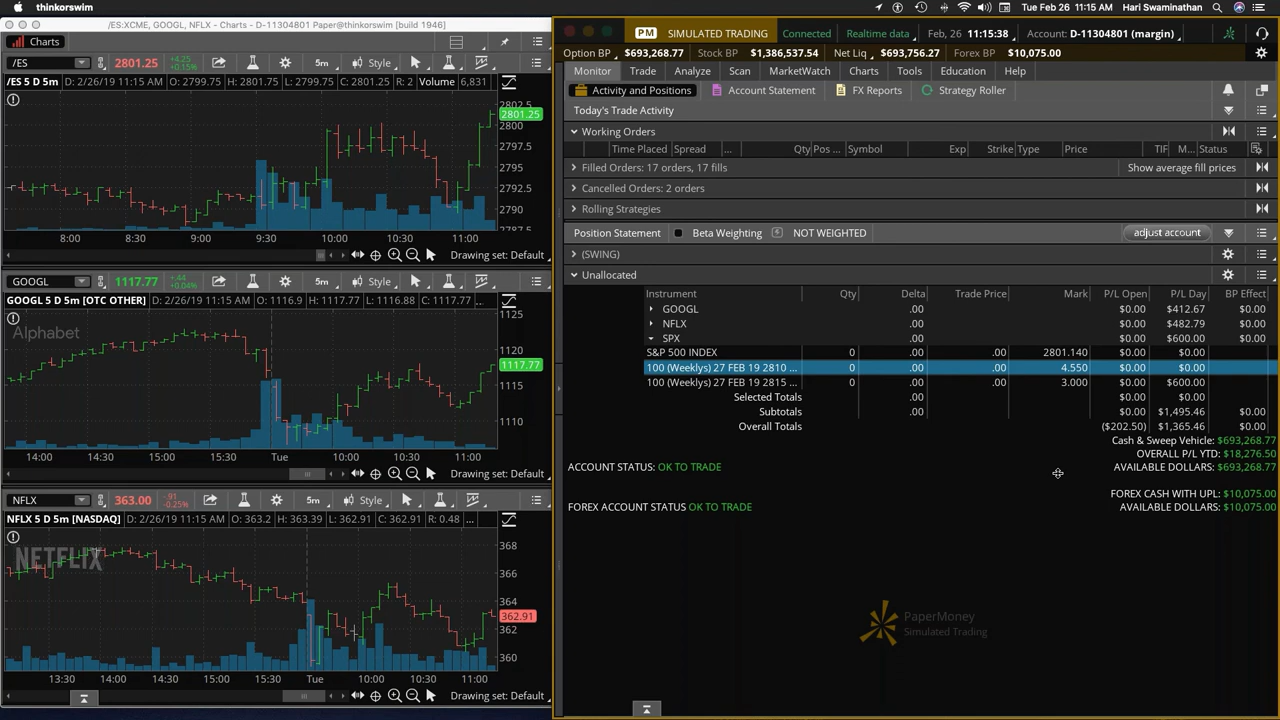 thinkorswim
Tue Feb 26 11:15 AM Hari Swaminathan
/ES:XCME, GOOGL, NFLX - Charts - D-11304801 Paper@thinkorswim [build 1946]
Charts
/ES 2801.25 +4.25 +0.15% 5m Style
/ES 5 D 5m D: 2/26/19 11:15 AM O: 2799.75 H: 2801.75 L: 2799.75 C: 2801.25 R: 2 Volume 6,831
2802.5
2801.25
2800
2797.5
2795
2792.5
2790
2787.5
8:00 8:30 9:00 9:30 10:00 10:30 11:00
Drawing set: Default
GOOGL 1117.77 +.44 +0.04% 5m Style
GOOGL 5 D 5m [OTC OTHER] D: 2/26/19 11:15 AM O: 1116.9 H: 1117.77 L: 1116.88 C: 1117.77 ...
Alphabet
1125
1120
1117.77
1115
1110
14:00 15:00 Tue 10:00 11:00
Drawing set: Default
NFLX 363.00 -.91 -0.25% 5m Style
NFLX 5 D 5m [NASDAQ] D: 2/26/19 11:15 AM O: 363.2 H: 363.39 L: 362.91 C: 362.91 R: 0.48 ...
NETFLIX
368
366
364
362.91
362
360
13:30 14:00 14:30 15:00 15:30 Tue 10:00 10:30 11:00
Drawing set: Default
PM SIMULATED TRADING Connected Realtime data Feb, 26 11:15:38 Account: D-11304801 (margin)
Option BP $693,268.77 Stock BP $1,386,537.54 Net Liq $693,756.27 Forex BP $10,075.00
Monitor Trade Analyze Scan MarketWatch Charts Tools Education Help
Activity and Positions Account Statement FX Reports Strategy Roller
Today's Trade Activity
Working Orders
Time Placed Spread ... Qty Pos ... Symbol Exp Strike Type Price TIF M... Status
Filled Orders: 17 orders, 17 fills Show average fill prices
Cancelled Orders: 2 orders
Rolling Strategies
Position Statement Beta Weighting NOT WEIGHTED adjust account
(SWING)
Unallocated
Instrument Qty Delta Trade Price Mark P/L Open P/L Day BP Effect
GOOGL .00 $0.00 $412.67 $0.00
NFLX .00 $0.00 $482.79 $0.00
SPX .00 $0.00 $600.00 $0.00
S&P 500 INDEX 0 .00 .00 2801.140 $0.00 $0.00
100 (Weeklys) 27 FEB 19 2810 ... 0 .00 .00 4.550 $0.00 $0.00
100 (Weeklys) 27 FEB 19 2815 ... 0 .00 .00 3.000 $0.00 $600.00
Selected Totals .00 $0.00 $0.00
Subtotals .00 $0.00 $1,495.46 $0.00
Overall Totals .00 ($202.50) $1,365.46 $0.00
Cash & Sweep Vehicle: $693,268.77
OVERALL P/L YTD: $18,276.50
ACCOUNT STATUS: OK TO TRADE AVAILABLE DOLLARS: $693,268.77
FOREX CASH WITH UPL: $10,075.00
FOREX ACCOUNT STATUS OK TO TRADE AVAILABLE DOLLARS: $10,075.00
PaperMoney
Simulated Trading